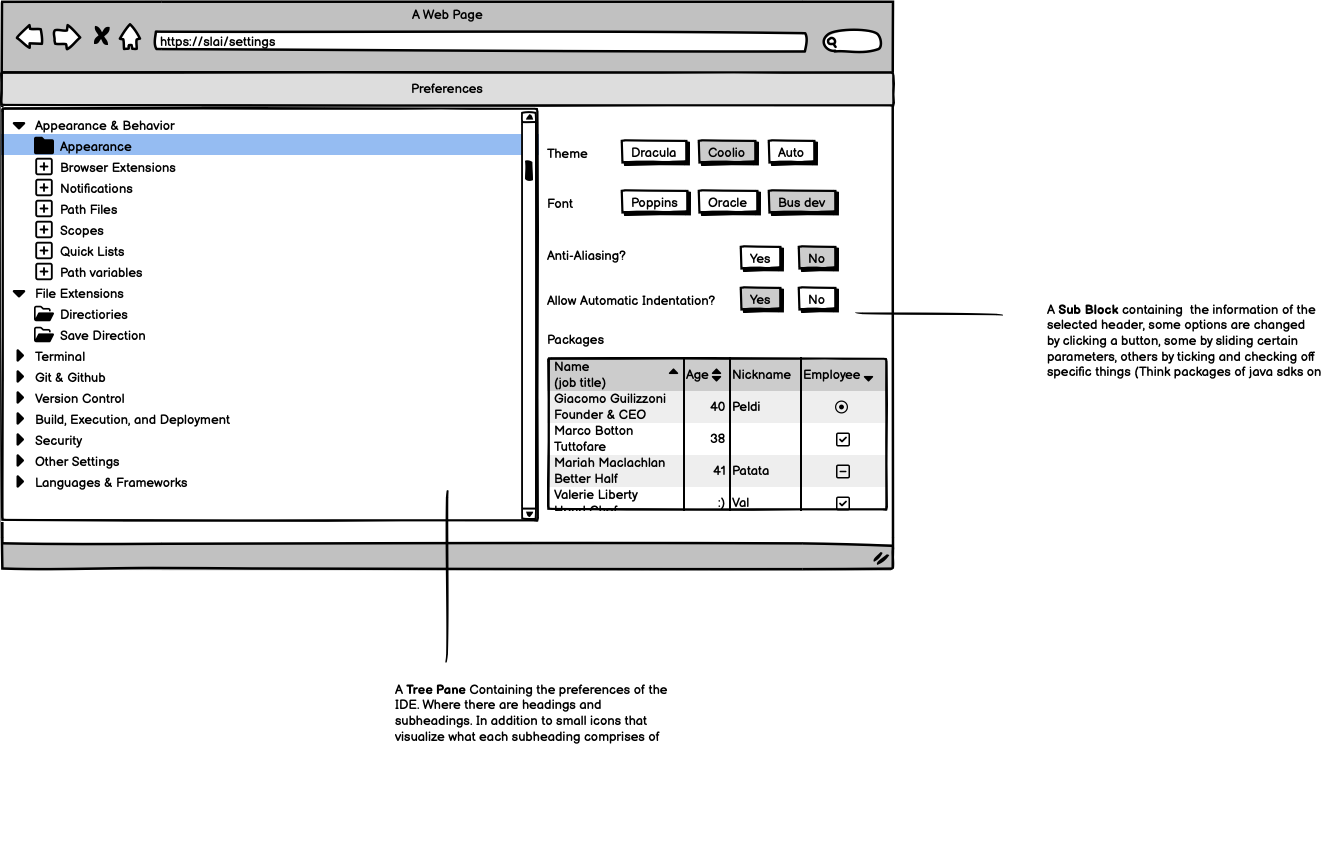 A Web Page
https://slai/settings
Preferences
Appearance & Behavior
Appearance
Browser Extensions
Notifications
Path Files
Scopes
Quick Lists
Path variables
File Extensions
Directiories
Save Direction
Terminal
Git & Github
Version Control
Build, Execution, and Deployment
Security
Other Settings
Languages & Frameworks
Theme Dracula Coolio Auto
Font Poppins Oracle Bus dev
Anti-Aliasing? Yes No
Allow Automatic Indentation? Yes No
Packages
Name
(job title) Age Nickname Employee
Giacomo Guilizzoni
Founder & CEO 40 Peldi
Marco Botton
Tuttofare 38
Mariah Maclachlan
Better Half 41 Patata
Valerie Liberty :) Val
A Sub Block containing the information of the
selected header, some options are changed
by clicking a button, some by sliding certain
parameters, others by ticking and checking off
specific things (Think packages of java sdks on
A Tree Pane Containing the preferences of the
IDE. Where there are headings and
subheadings. In addition to small icons that
visualize what each subheading comprises of